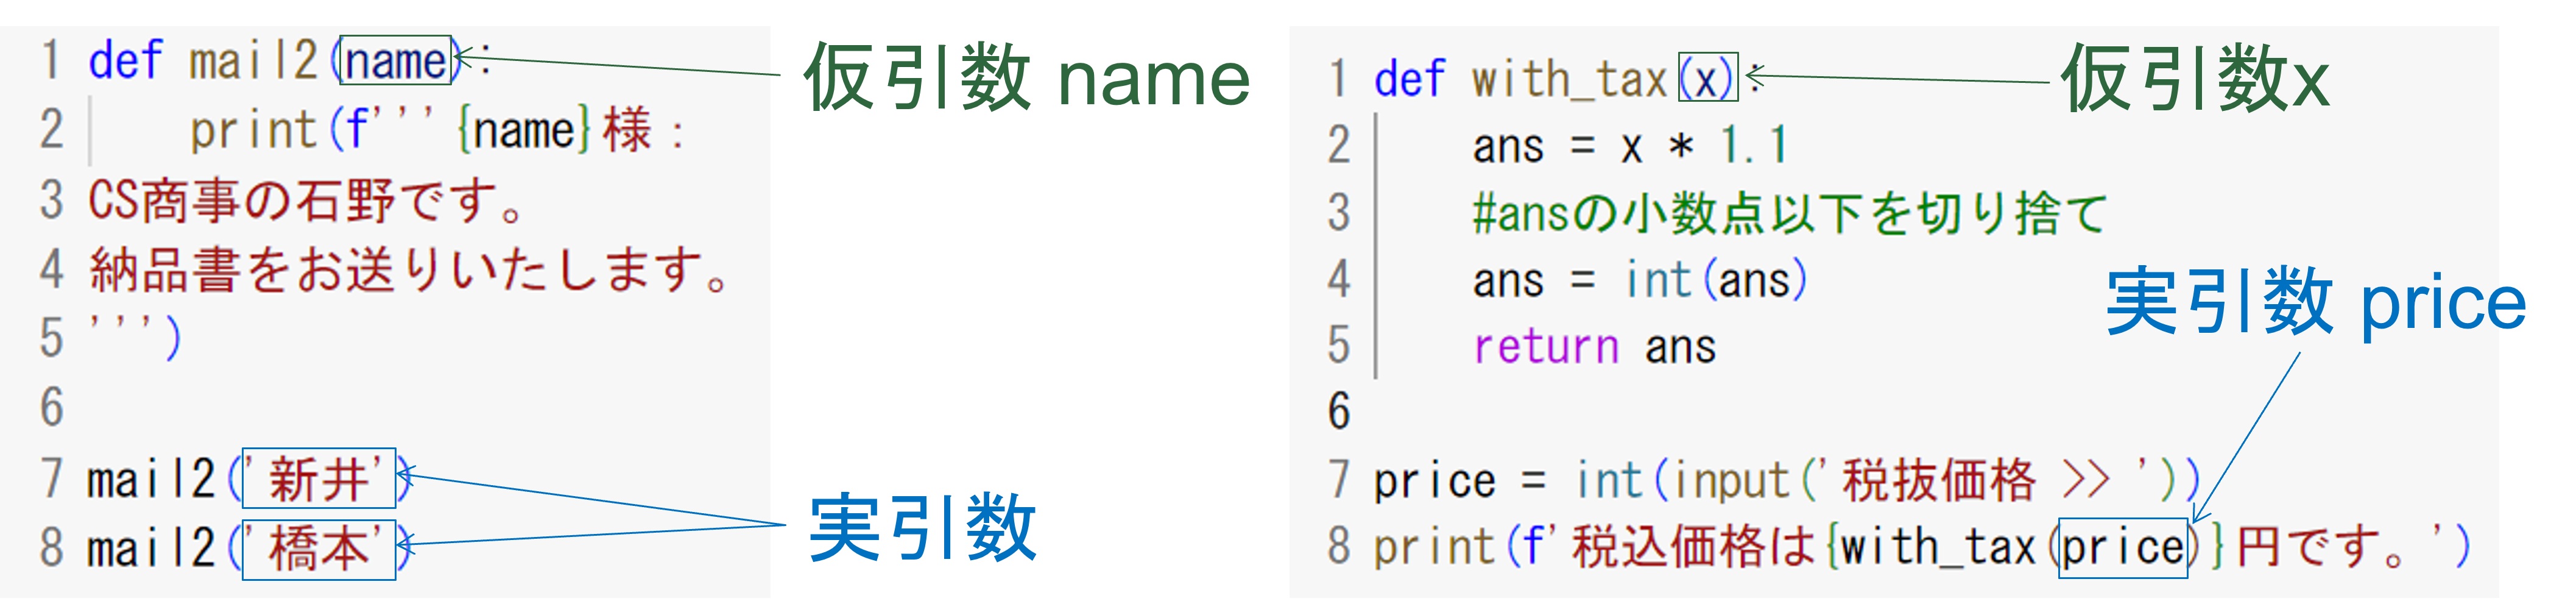 1 def mail2(name):
2     print(f'''{name}様：
3 CS商事の石野です。
4 納品書をお送りいたします。
5 ''')
6
7 mail2('新井')
8 mail2('橋本')
仮引数 name
実引数
1 def with_tax(x):
2     ans = x * 1.1
3     #ansの小数点以下を切り捨て
4     ans = int(ans)
5     return ans
6
7 price = int(input('税抜価格 >> '))
8 print(f'税込価格は{with_tax(price)}円です。')
仮引数x
実引数 price